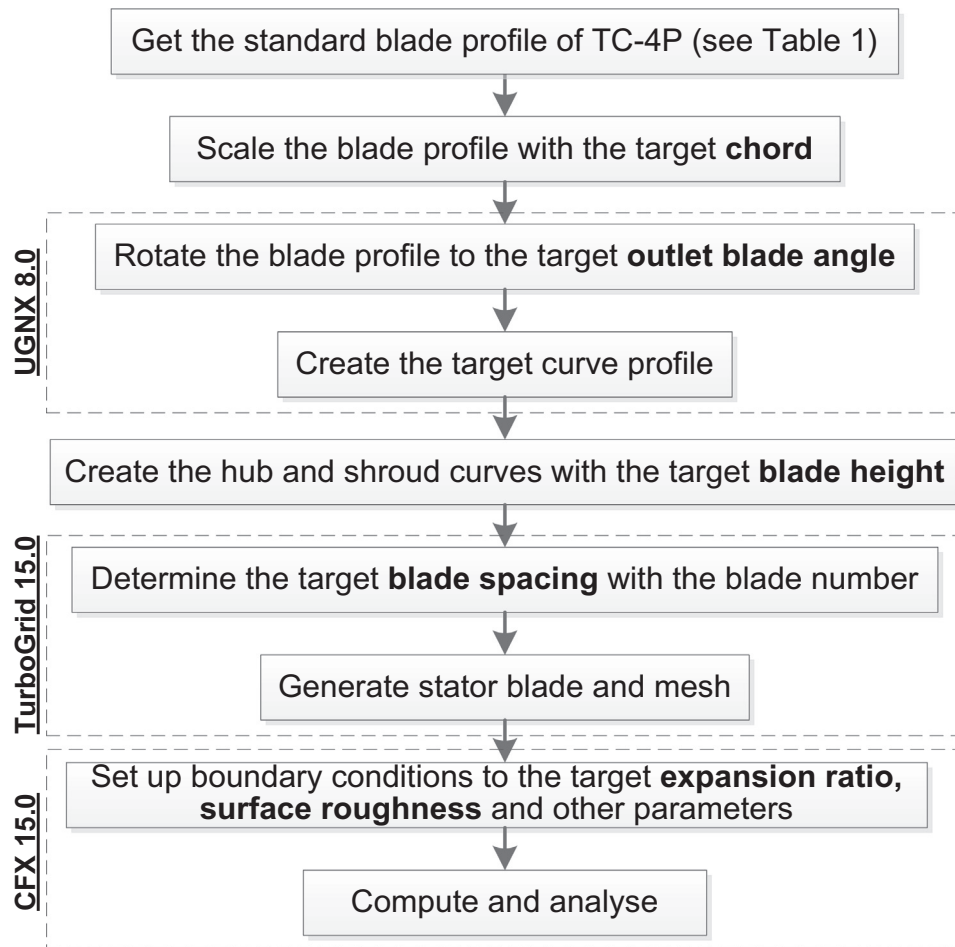 Get the standard blade profile of TC-4P (see Table 1)
Scale the blade profile with the target chord
UGNX 8.0
Rotate the blade profile to the target outlet blade angle
Create the target curve profile
Create the hub and shroud curves with the target blade height
TurboGrid 15.0
Determine the target blade spacing with the blade number
Generate stator blade and mesh
CFX 15.0
Set up boundary conditions to the target expansion ratio,
surface roughness and other parameters
Compute and analyse